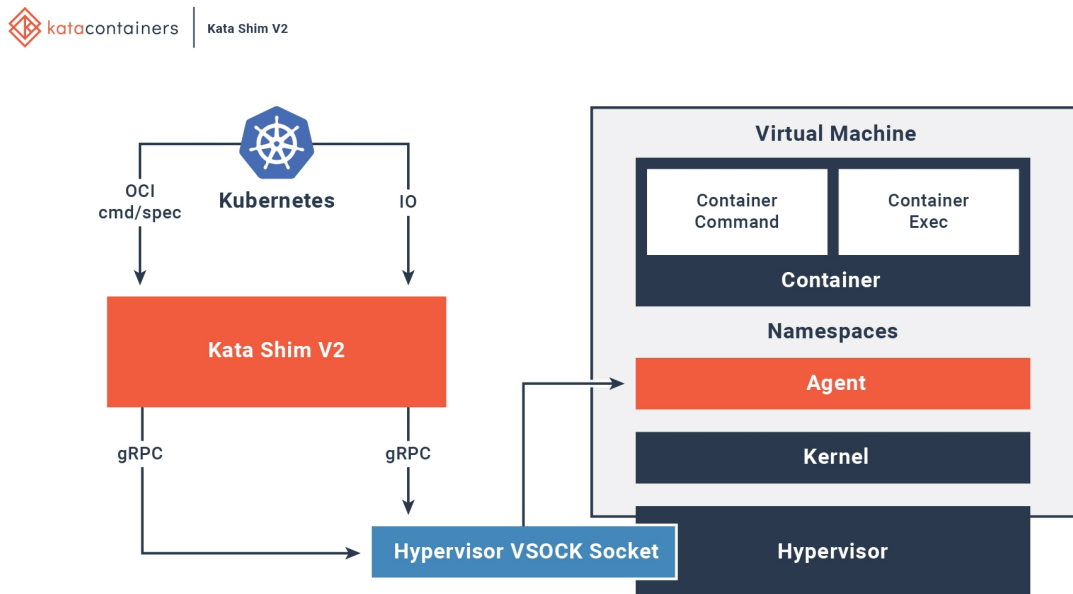 katacontainers
Kata Shim V2
OCI
cmd/spec
Kubernetes
IO
Kata Shim V2
gRPC
gRPC
Hypervisor VSOCK Socket
Virtual Machine
Container
Command
Container
Exec
Container
Namespaces
Agent
Kernel
Hypervisor